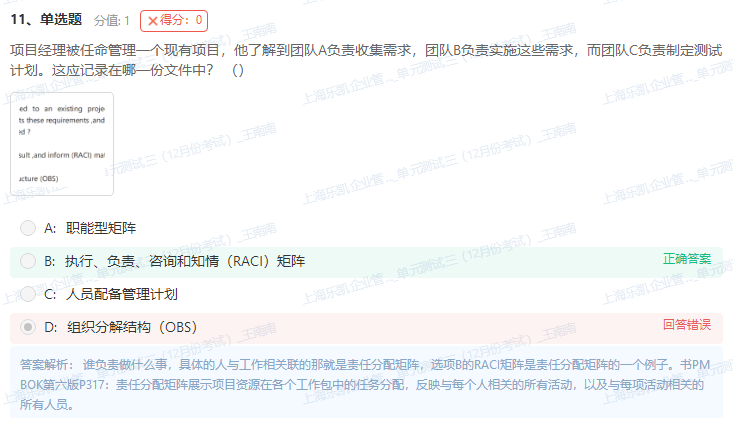 11、单选题 分值: 1 ×得分：0
项目经理被任命管理一个现有项目，他了解到团队A负责收集需求，团队B负责实施这些需求，而团队C负责制定测试
计划。这应记录在哪一份文件中？ （）
ed to an existing proje
ts these requirements ,and
ed ?
sult ,and inform (RACI) mat
ucture (OBS)
A: 职能型矩阵
B: 执行、负责、咨询和知情（RACI）矩阵 正确答案
C: 人员配备管理计划
D: 组织分解结构（OBS） 回答错误
答案解析： 谁负责做什么事，具体的人与工作相关联的那就是责任分配矩阵，选项B的RACI矩阵是责任分配矩阵的一个例子。书PM
BOK第六版P317：责任分配矩阵展示项目资源在各个工作包中的任务分配，反映与每个人相关的所有活动，以及与每项活动相关的
所有人员。
上海乐凯企业管..._单元测试三（12月份考试）_王南南